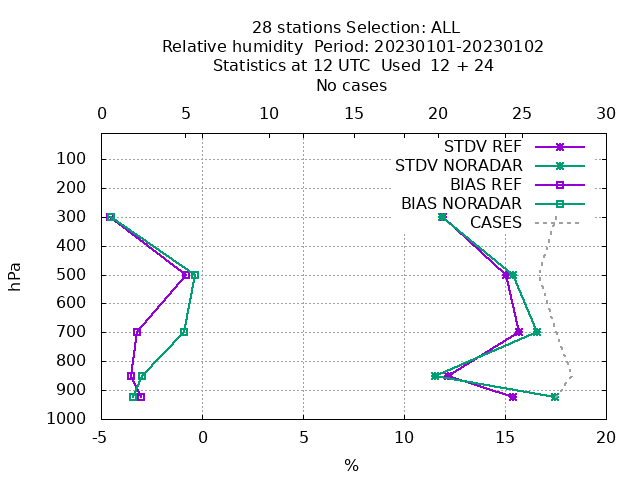 28 stations Selection: ALL
Relative humidity  Period: 20230101-20230102
Statistics at 12 UTC  Used  12 + 24
No cases
0 5 10 15 20 25 30
STDV REF
STDV NORADAR
BIAS REF
BIAS NORADAR
CASES
hPa
100
200
300
400
500
600
700
800
900
1000
-5 0 5 10 15 20
%